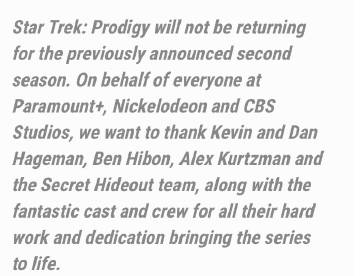 Star Trek: Prodigy will not be returning
for the previously announced second
season. On behalf of everyone at
Paramount+, Nickelodeon and CBS
Studios, we want to thank Kevin and Dan
Hageman, Ben Hibon, Alex Kurtzman and
the Secret Hideout team, along with the
fantastic cast and crew for all their hard
work and dedication bringing the series
to life.